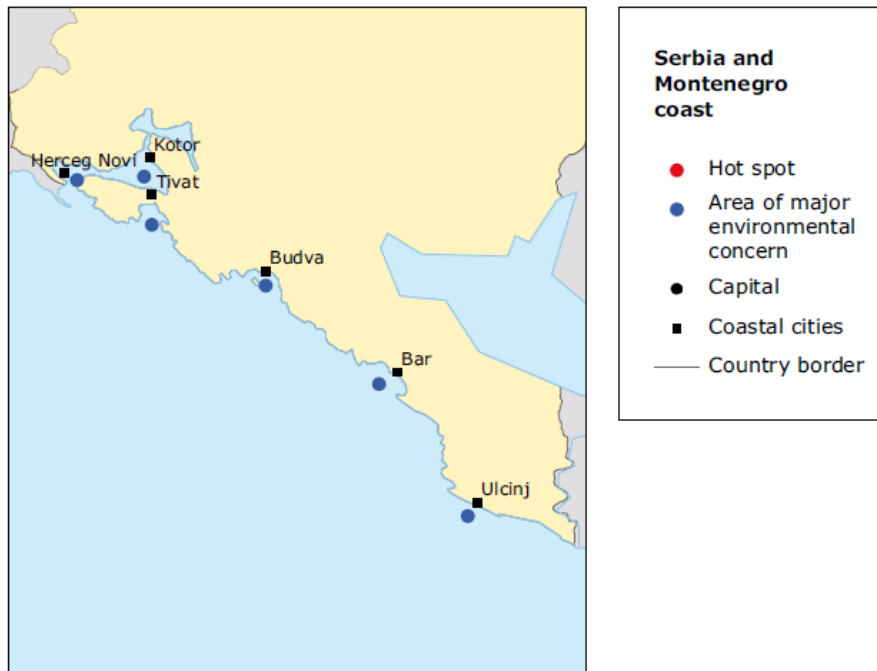 Kotor
Herceg Novi
Tivat
Budva
Bar
Ulcinj
Serbia and
Montenegro
coast
Hot spot
Area of major
environmental
concern
Capital
Coastal cities
Country border